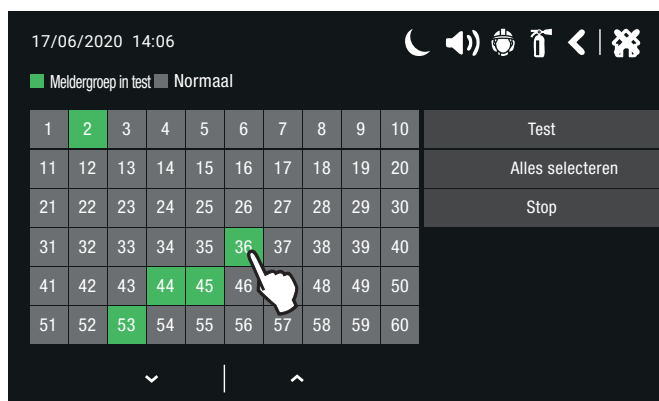 17/06/2020 14:06
Meldergroep in test Normaal
1 2 3 4 5 6 7 8 9 10 Test
11 12 13 14 15 16 17 18 19 20 Alles selecteren
21 22 23 24 25 26 27 28 29 30 Stop
31 32 33 34 35 36 37 38 39 40
41 42 43 44 45 46 48 49 50
51 52 53 54 55 56 57 58 59 60